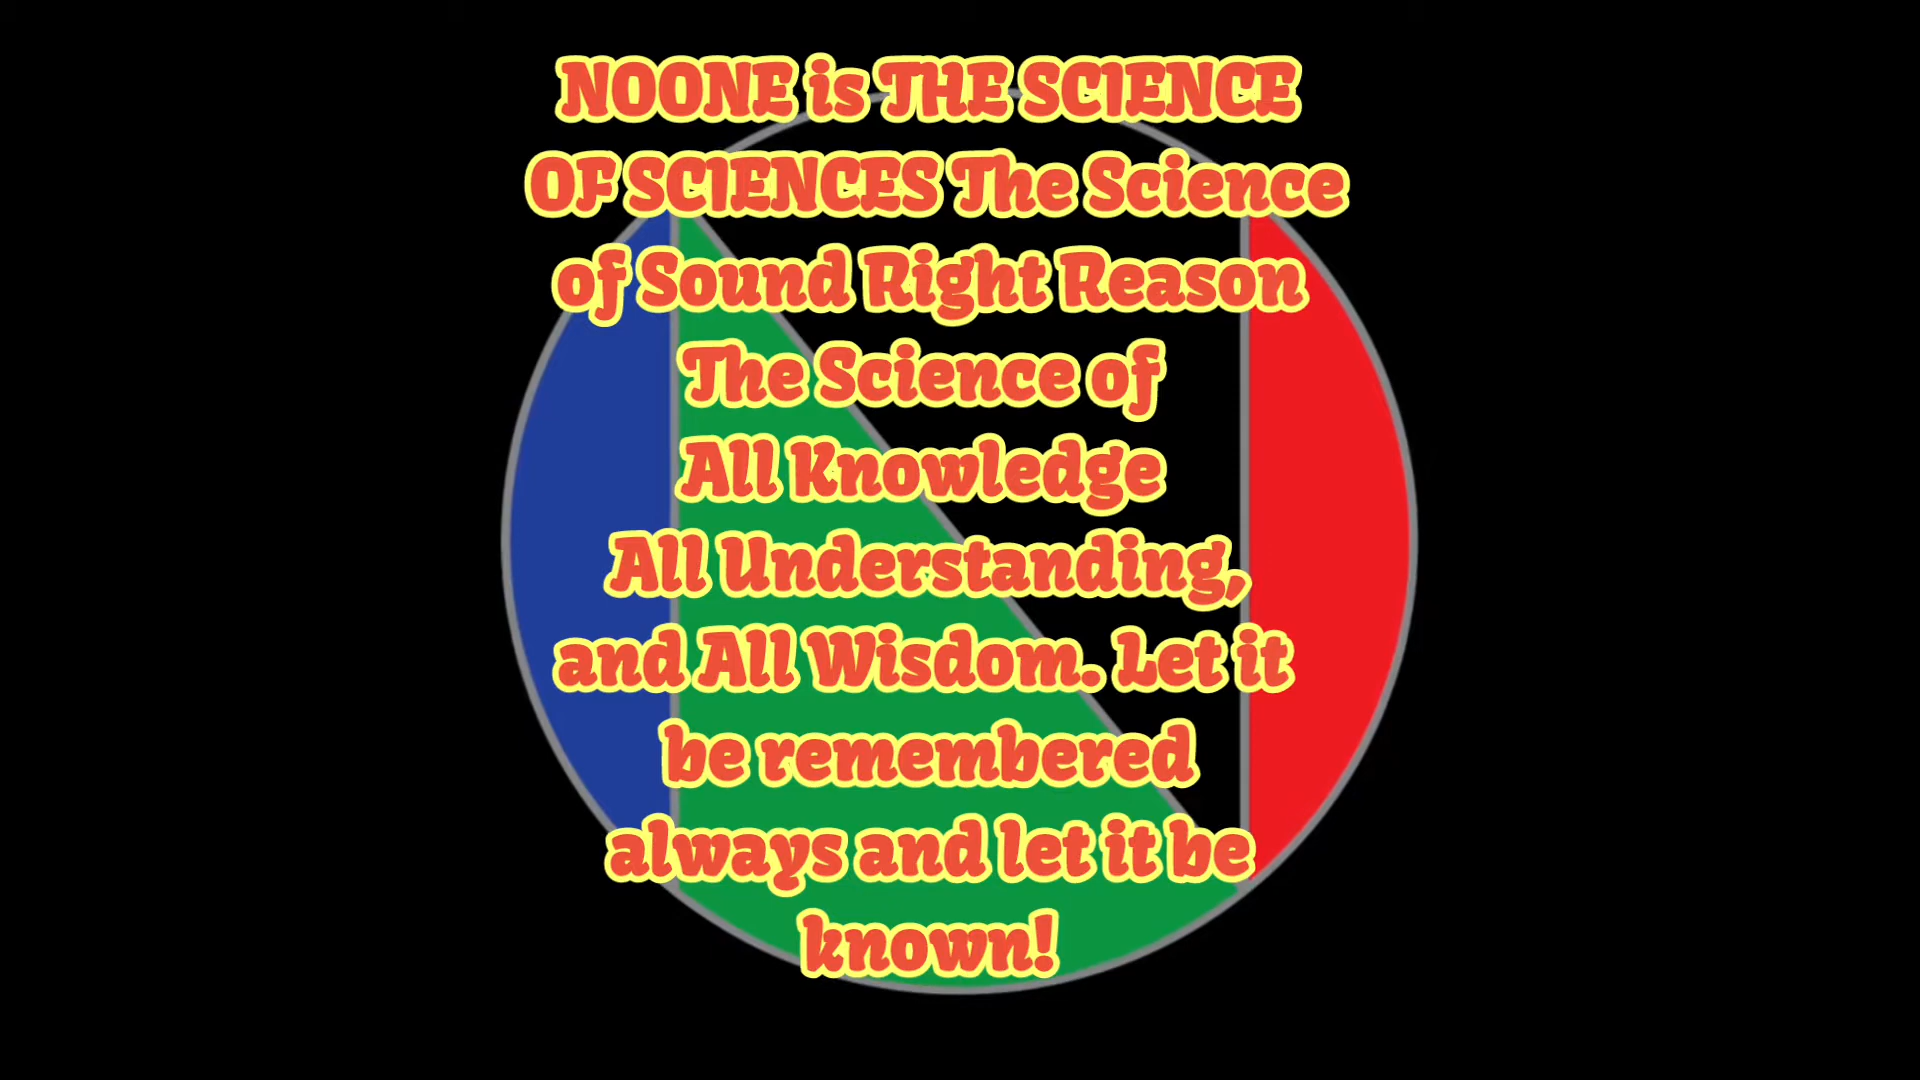 NOONE is THE SCIENCE
OF SCIENCES The Science
of Sound Right Reason
The Science of
All Knowledge
All Understanding,
and All Wisdom. Let it
be remembered
always and let it be
known!